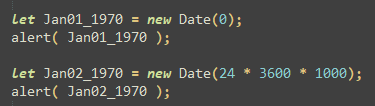 let Jan01_1970 = new Date(0);
alert( Jan01_1970 );
let Jan02_1970 = new Date(24 * 3600 * 1000);
alert( Jan02_1970 );